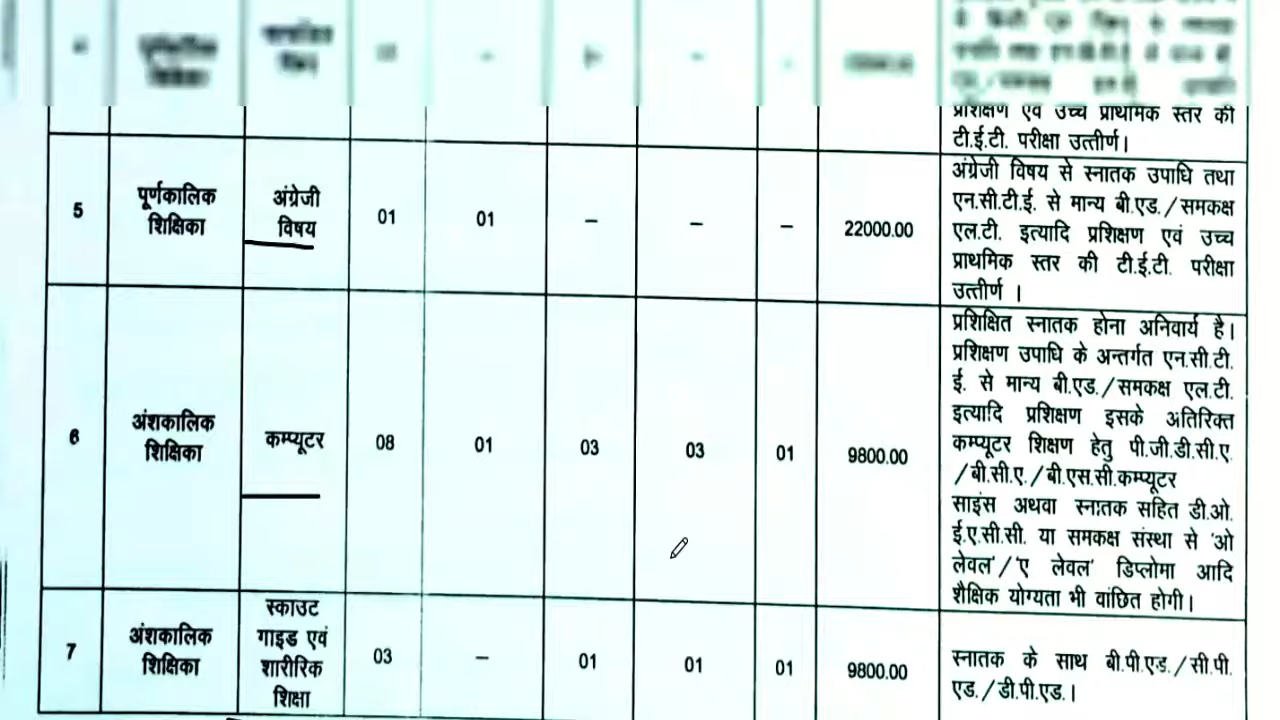 प्रशिक्षण एवं उच्च प्राथमिक स्तर की
टी.ई.टी. परीक्षा उत्तीर्ण।
5
पूर्णकालिक
शिक्षिका
अंग्रेजी
विषय
01
01
–
–
–
22000.00
अंग्रेजी विषय से स्नातक उपाधि तथा
एन.सी.टी.ई. से मान्य बी.एड./समकक्ष
एल.टी. इत्यादि प्रशिक्षण एवं उच्च
प्राथमिक स्तर की टी.ई.टी. परीक्षा
उत्तीर्ण ।
6
अंशकालिक
शिक्षिका
कम्प्यूटर
08
01
03
03
01
9800.00
प्रशिक्षित स्नातक होना अनिवार्य है।
प्रशिक्षण उपाधि के अन्तर्गत एन.सी.टी.
ई. से मान्य बी.एड./समकक्ष एल.टी.
इत्यादि प्रशिक्षण इसके अतिरिक्त
कम्प्यूटर शिक्षण हेतु पी.जी.डी.सी.ए.
/बी.सी.ए./बी.एस.सी.कम्प्यूटर
साइंस अथवा स्नातक सहित डी.ओ.
ई.ए.सी.सी. या समकक्ष संस्था से 'ओ
लेवल'/'ए लेवल' डिप्लोमा आदि
शैक्षिक योग्यता भी वांछित होगी।
7
अंशकालिक
शिक्षिका
स्काउट
गाइड एवं
शारीरिक
शिक्षा
03
–
01
01
01
9800.00
स्नातक के साथ बी.पी.एड./सी.पी.
एड./डी.पी.एड.।